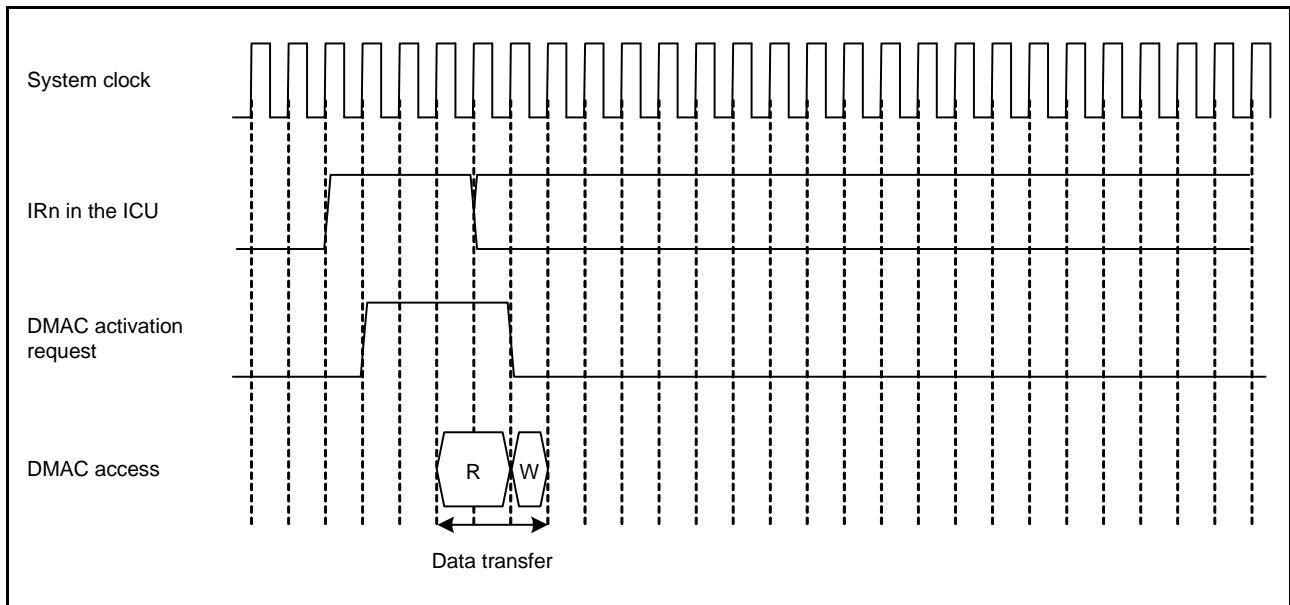 System clock
IRn in the ICU
DMAC activation
request
DMAC access
R
W
Data transfer